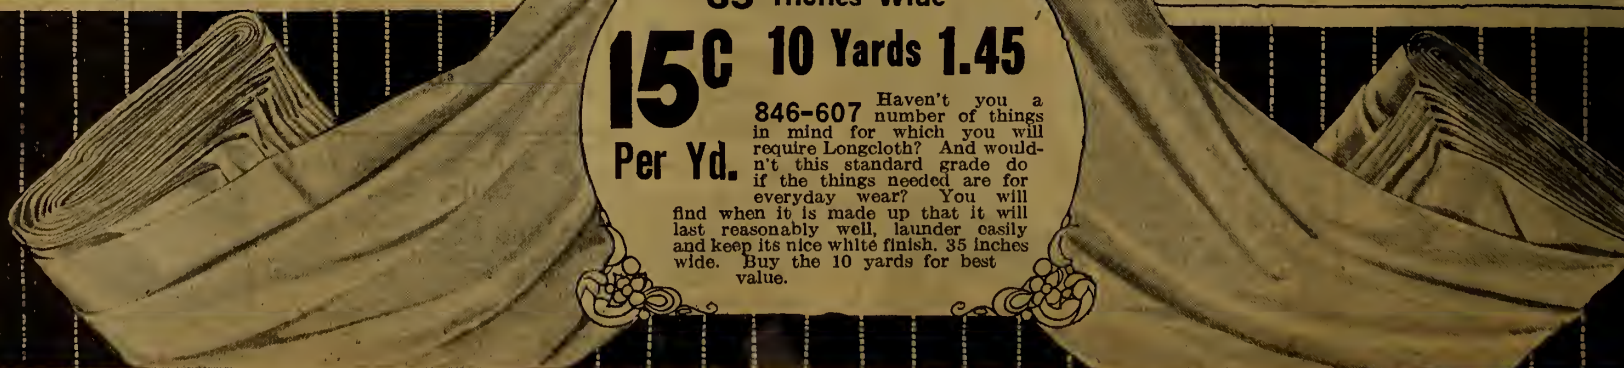 35 Inches Wide
15c
Per Yd.
10 Yards 1.45
846-607 Haven't you a
number of things
in mind for which you will
require Longcloth? And would-
n't this standard grade do
if the things needed are for
everyday wear? You will
find when it is made up that it will
last reasonably well, launder easily
and keep its nice white finish. 35 inches
wide. Buy the 10 yards for best
value.